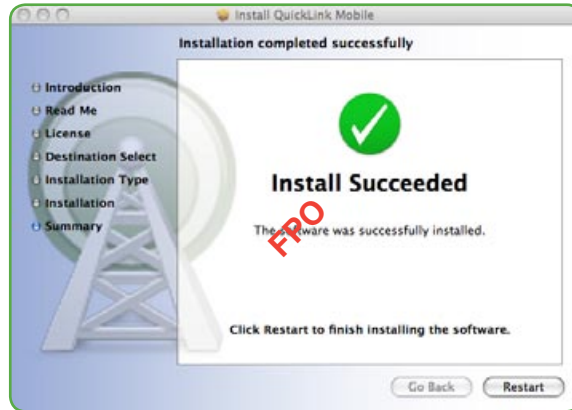 Install QuickLink Mobile
Installation completed successfully
Introduction
Read Me
License
Destination Select
Installation Type
Installation
Summary
Install Succeeded
FPO
The software was successfully installed.
Click Restart to finish installing the software.
Go Back
Restart